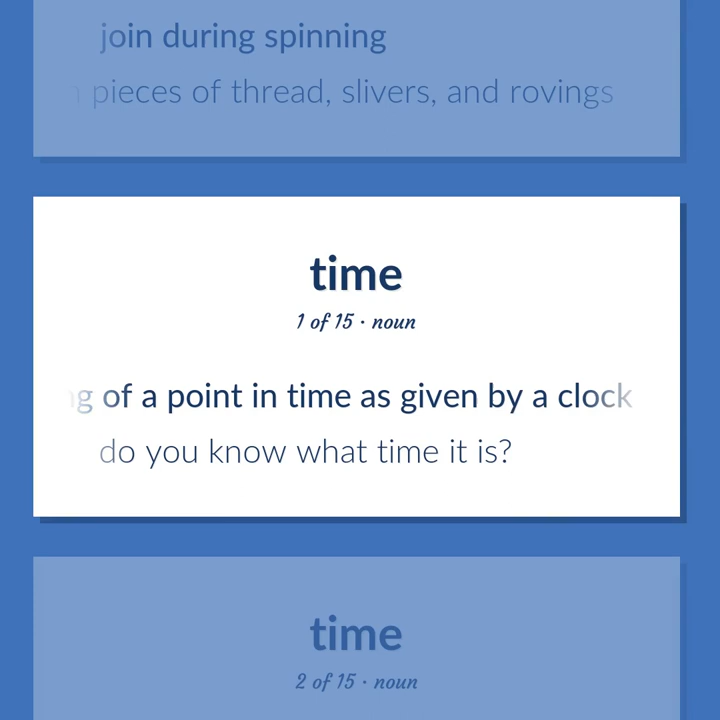 join during spinning
pieces of thread, slivers, and rovings
time
1 of 15 · noun
of a point in time as given by a clock
do you know what time it is?
time
2 of 15 · noun